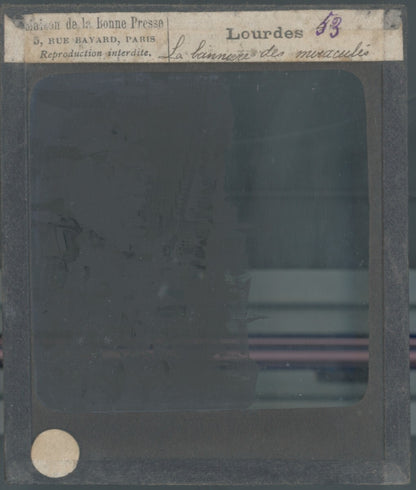 Maison de la Bonne Presse
5, RUE BAYARD, PARIS
Reproduction interdite.
Lourdes 53
La bannière des miraculés